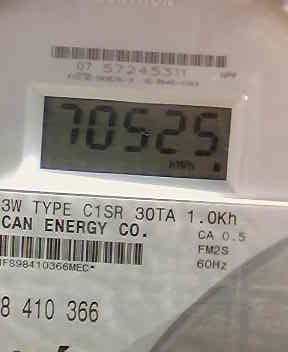 07 57245311
70525
kWh
3W TYPE C1SR 30TA 1.0Kh
CAN ENERGY CO.
CA 0.5
FM2S
60Hz
8 410 366